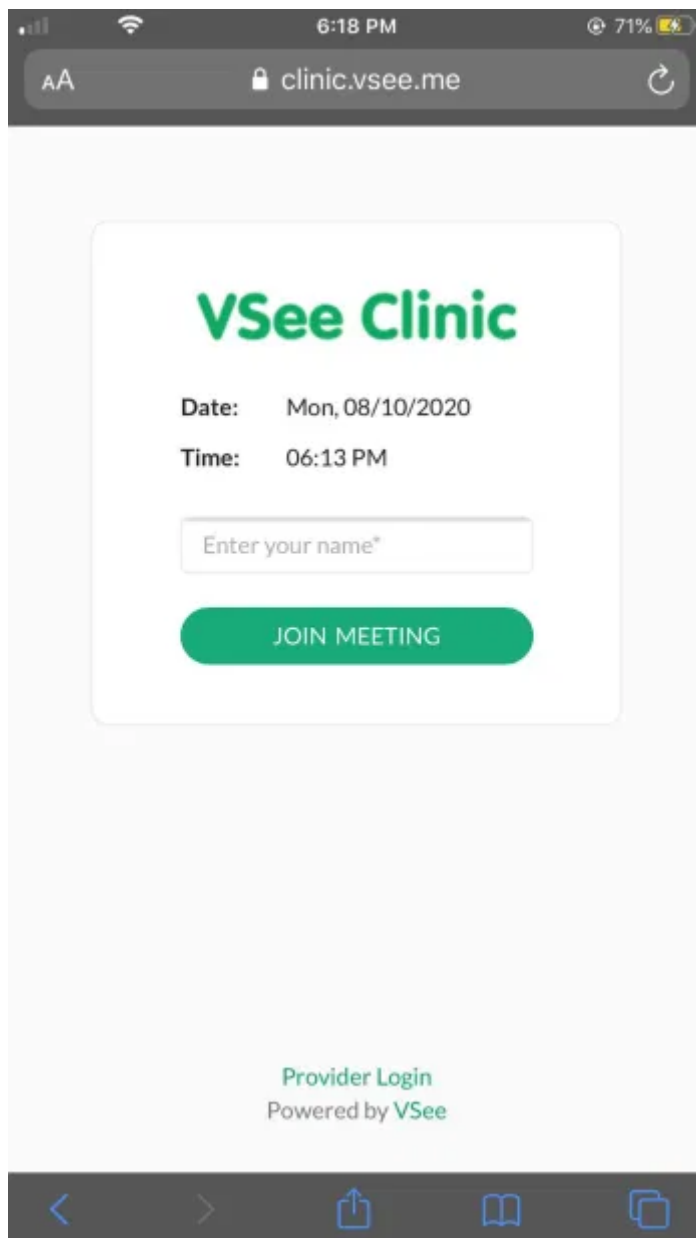 6:18 PM
71%
AA
clinic.vsee.me
VSee Clinic
Date: Mon, 08/10/2020
Time: 06:13 PM
Enter your name*
JOIN MEETING
Provider Login
Powered by VSee